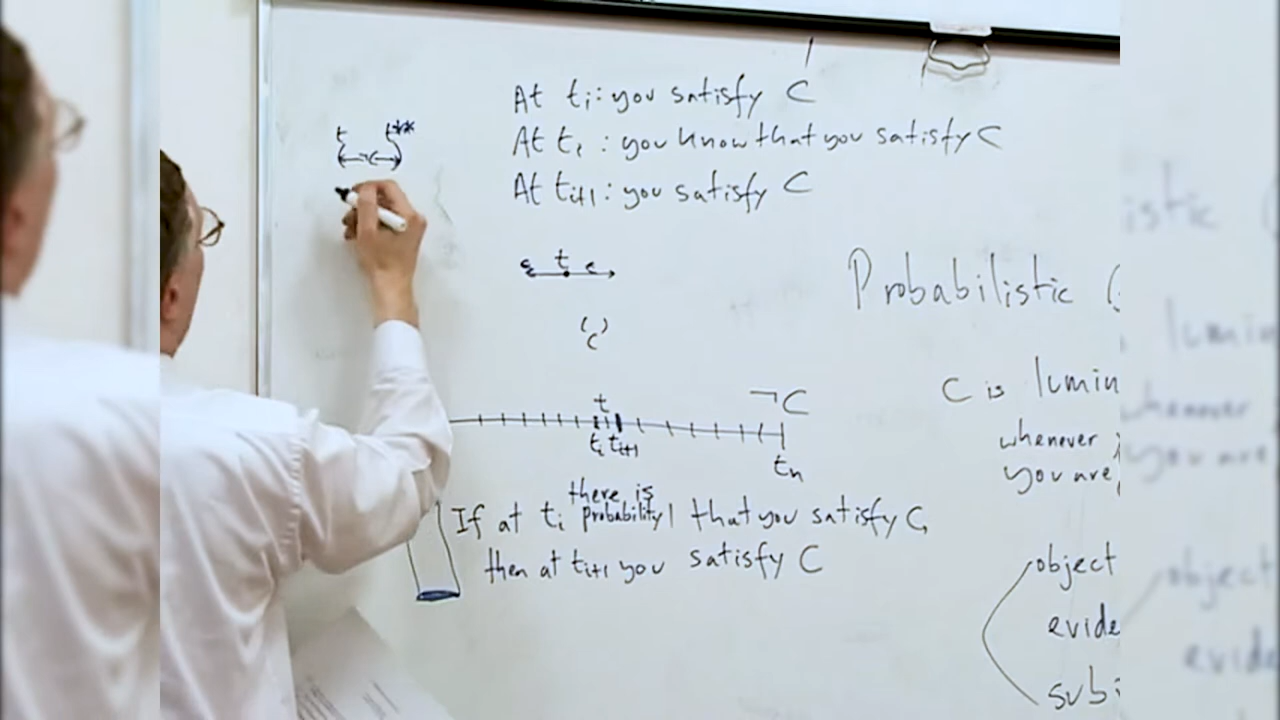 At tᵢ: you satisfy C
t t**
At tᵢ: you know that you satisfy C
At tᵢ₊₁: you satisfy C
t
Probabilistic (
( )
C
C is lumin
t ¬C
tᵢ tᵢ₊₁
whenever
tₙ
you are
there is
If at tᵢ probability 1 that you satisfy C,
then at tᵢ₊₁ you satisfy C
object
evide
subj